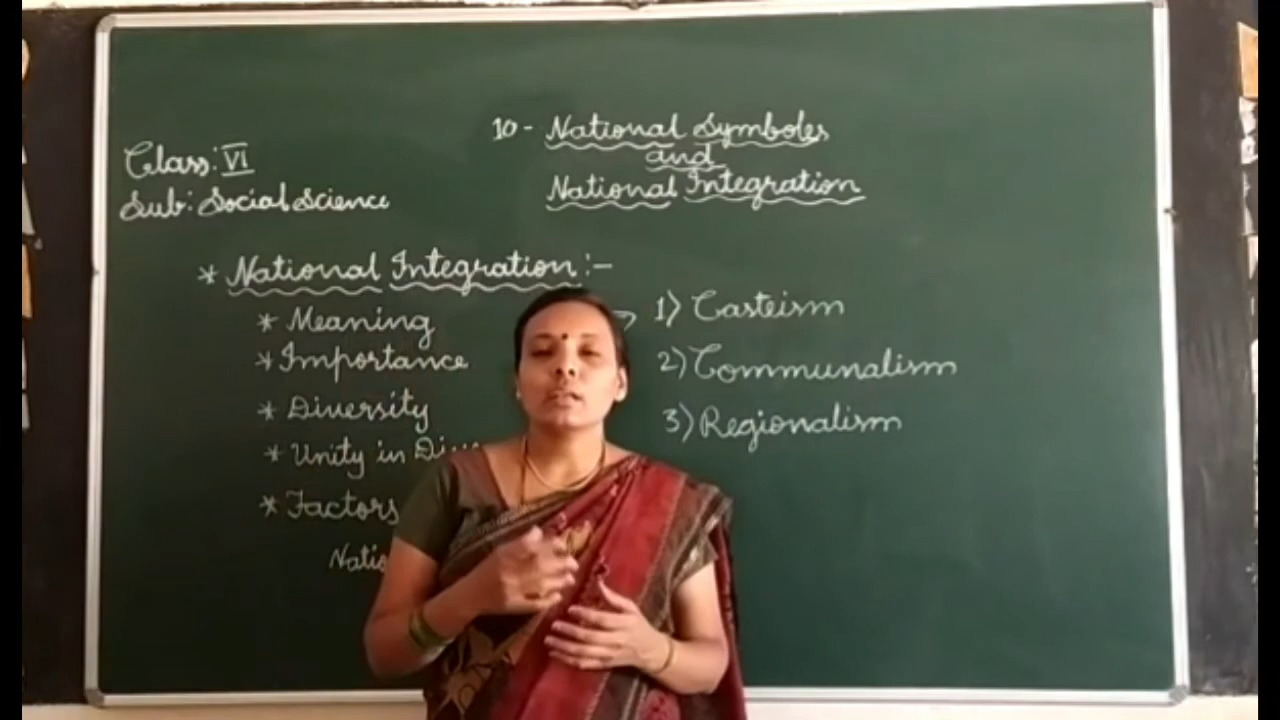 10- National Symboles
and
National Integration
Class: VI
Sub: Social Science
* National Integration :-
* Meaning
* Importance
* Diversity
* Unity in
* Factors
1) Casteism
2) Communalism
3) Regionalism